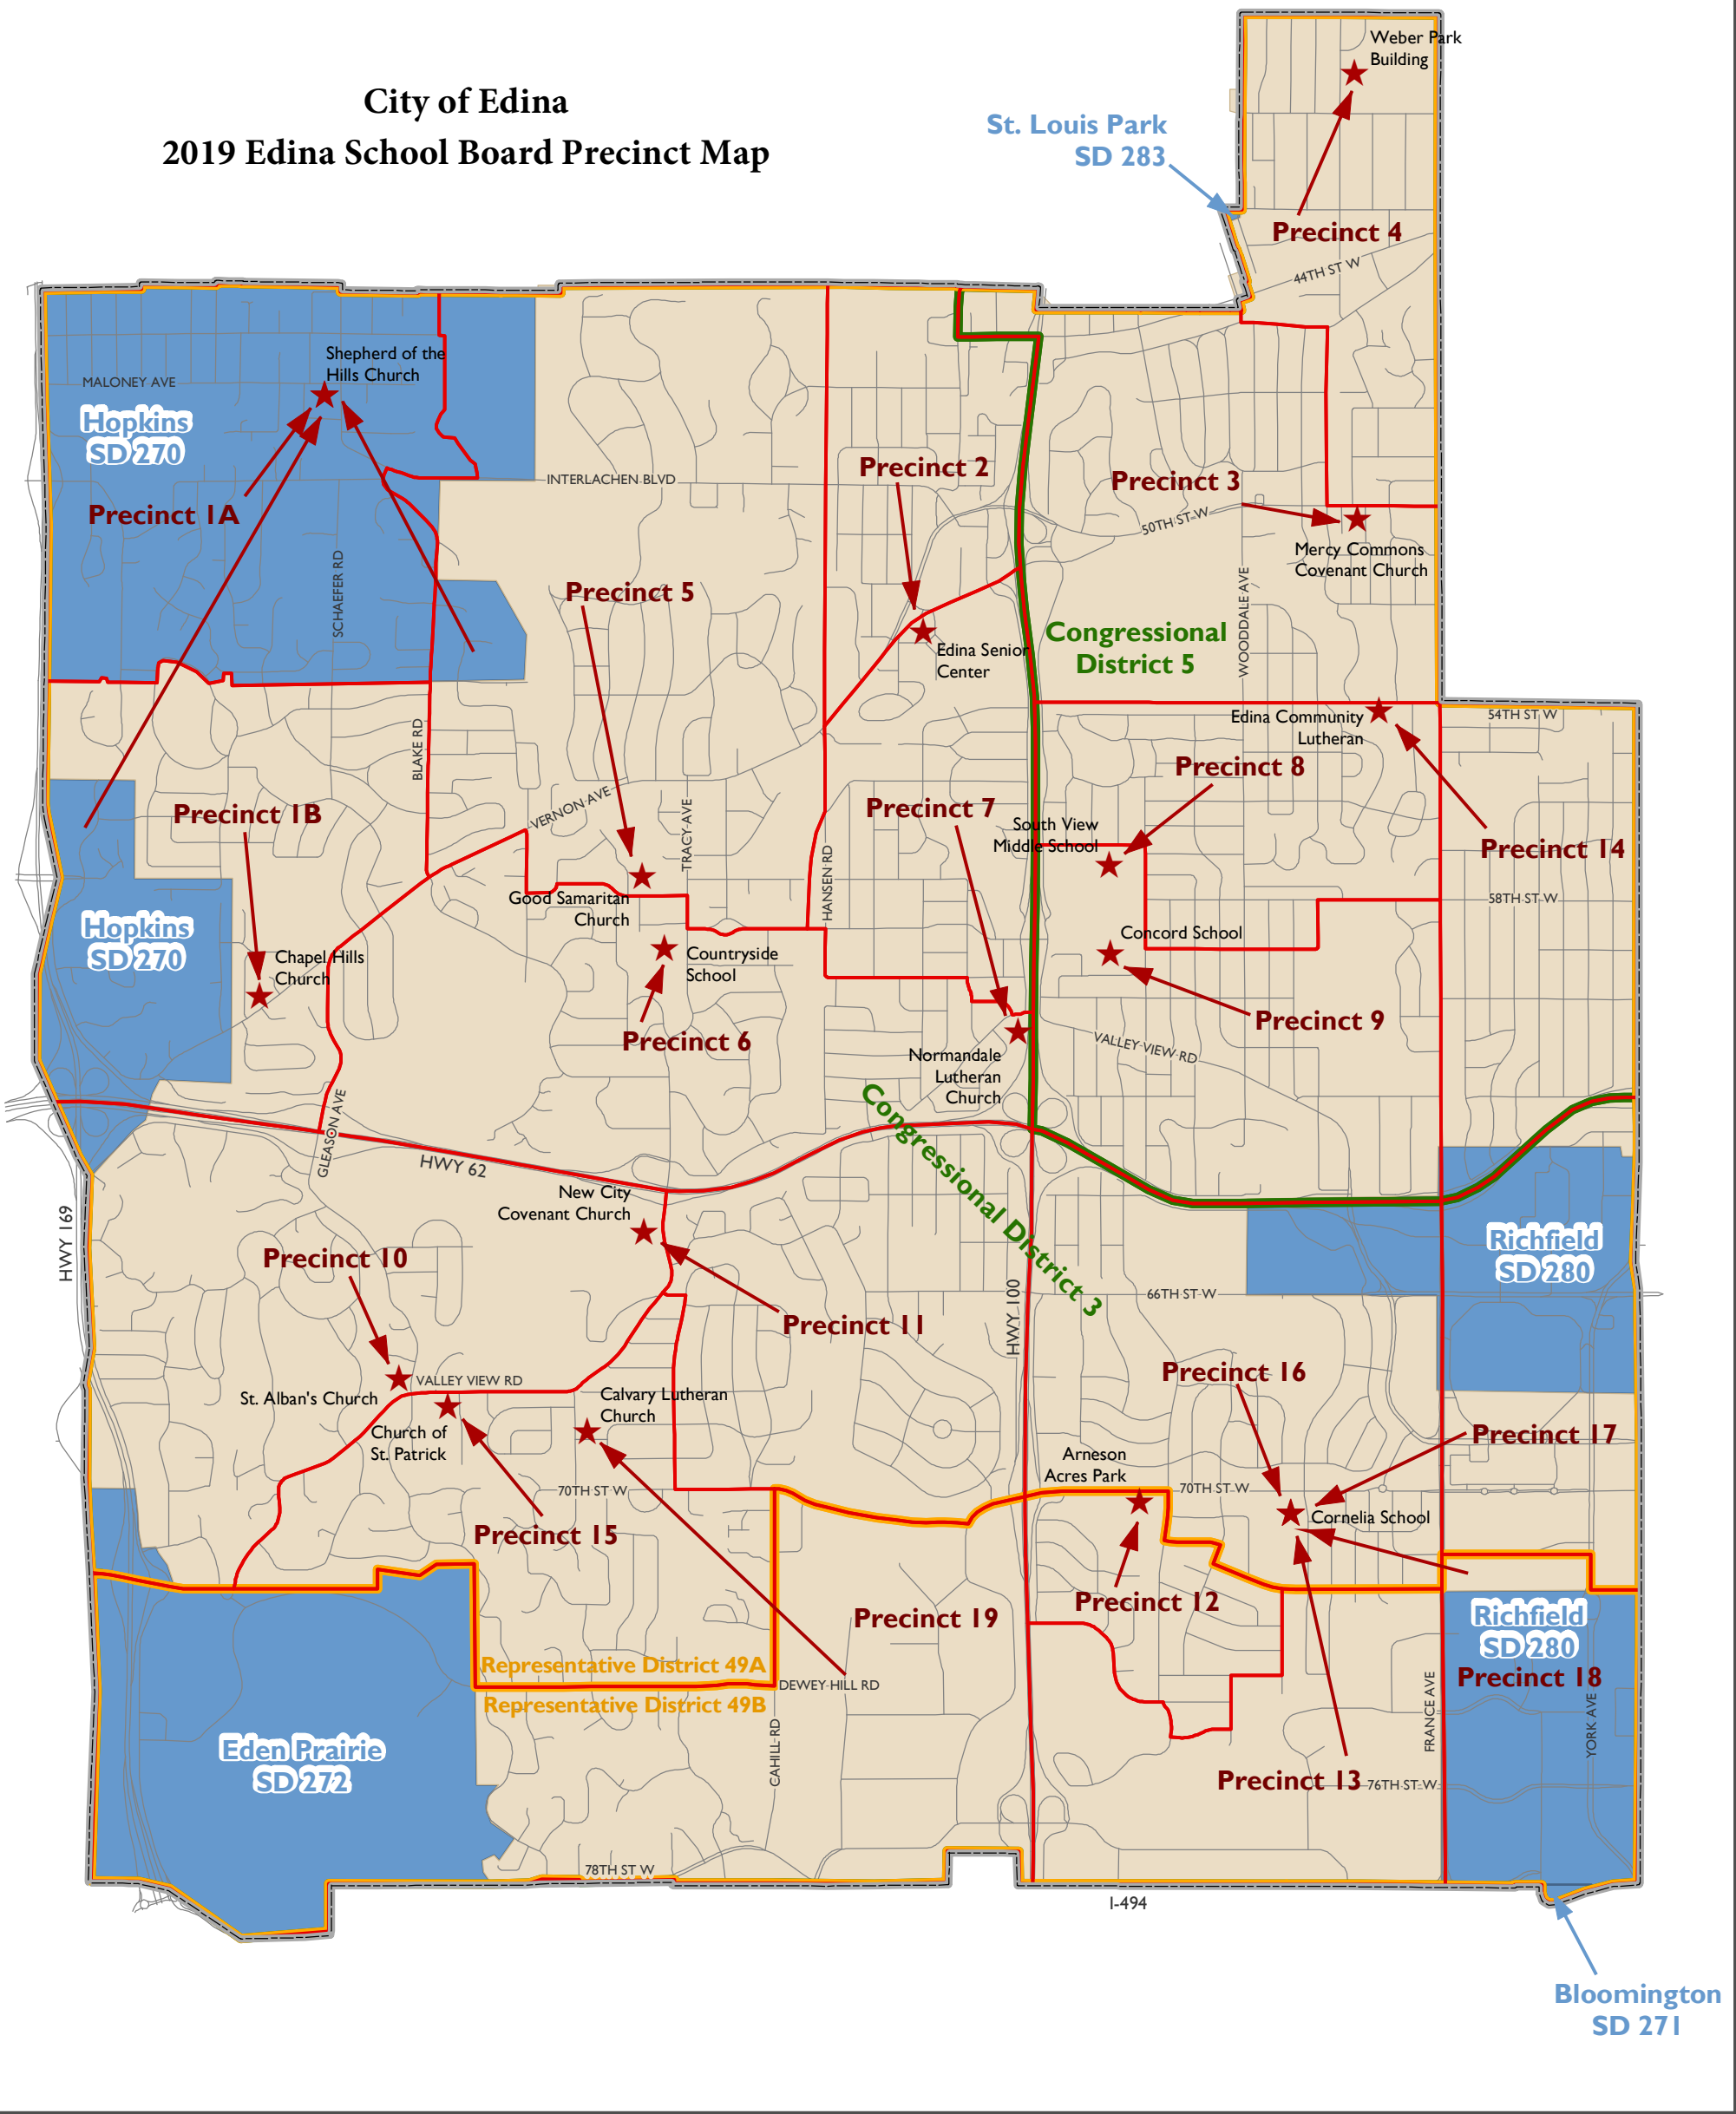 City of Edina
2019 Edina School Board Precinct Map
Weber Park
Building
St. Louis Park
SD 283
Precinct 4
44TH ST W
Shepherd of the
Hills Church
MALONEY AVE
Hopkins
SD 270
Precinct 1A
INTERLACHEN BLVD
Precinct 2
Precinct 3
50TH ST W
Mercy Commons
Covenant Church
SCHAEFER RD
Precinct 5
WOODDALE AVE
Congressional
District 5
Edina Senior
Center
BLAKE RD
Edina Community
Lutheran
54TH ST W
Precinct 8
VERNON AVE
TRACY AVE
Precinct 1B
Precinct 7
South View
Middle School
Precinct 14
HANSEN RD
Good Samaritan
Church
58TH ST W
Hopkins
SD 270
Chapel Hills
Church
Countryside
School
Concord School
Precinct 9
Precinct 6
VALLEY VIEW RD
Normandale
Lutheran
Church
GLEASON AVE
HWY 62
Congressional District 3
HWY 169
New City
Covenant Church
Richfield
SD 280
Precinct 10
66TH ST W
HWY 100
Precinct 11
Precinct 16
St. Alban's Church
VALLEY VIEW RD
Calvary Lutheran
Church
Church of
St. Patrick
Precinct 17
Arneson
Acres Park
70TH ST W
70TH ST W
Cornelia School
Precinct 15
Precinct 12
Precinct 19
Richfield
SD 280
Precinct 18
Representative District 49A
DEWEY HILL RD
Representative District 49B
FRANCE AVE
YORK AVE
Eden Prairie
SD 272
CAHILL RD
Precinct 13
76TH ST W
78TH ST W
I-494
Bloomington
SD 271